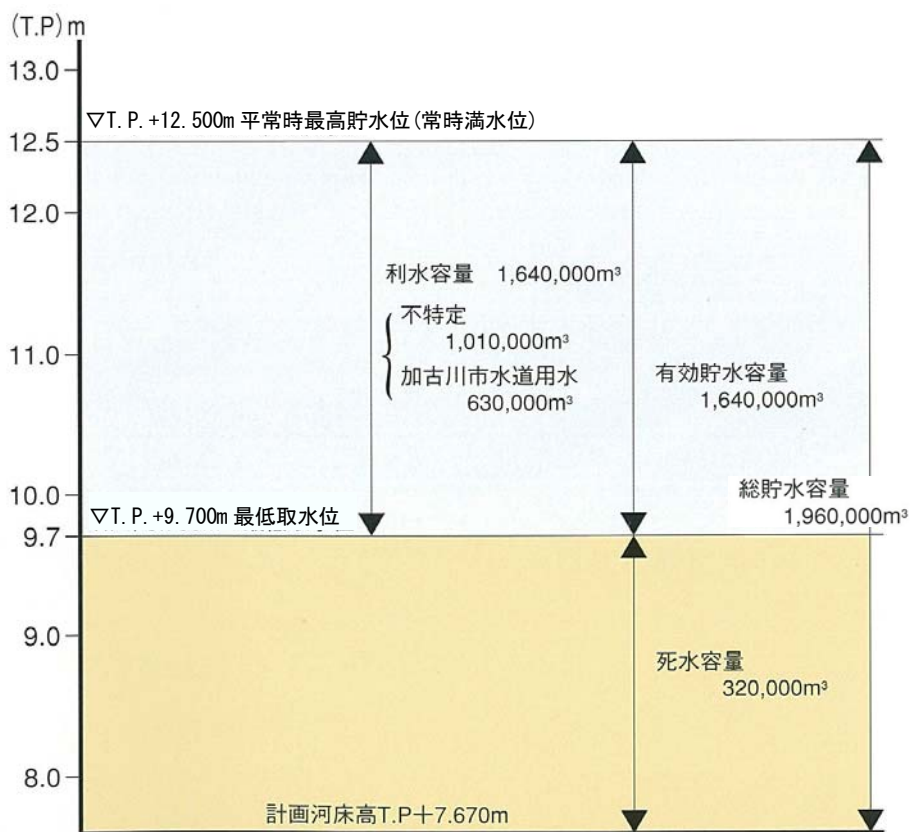 (T.P)m
13.0
▽T.P.+12.500m 平常時最高貯水位(常時満水位)
12.5
12.0
利水容量 1,640,000m³
不特定
1,010,000m³
11.0
加古川市水道用水
630,000m³
有効貯水容量
1,640,000m³
総貯水容量
1,960,000m³
10.0
▽T.P.+9.700m 最低取水位
9.7
9.0
死水容量
320,000m³
8.0
計画河床高T.P+7.670m